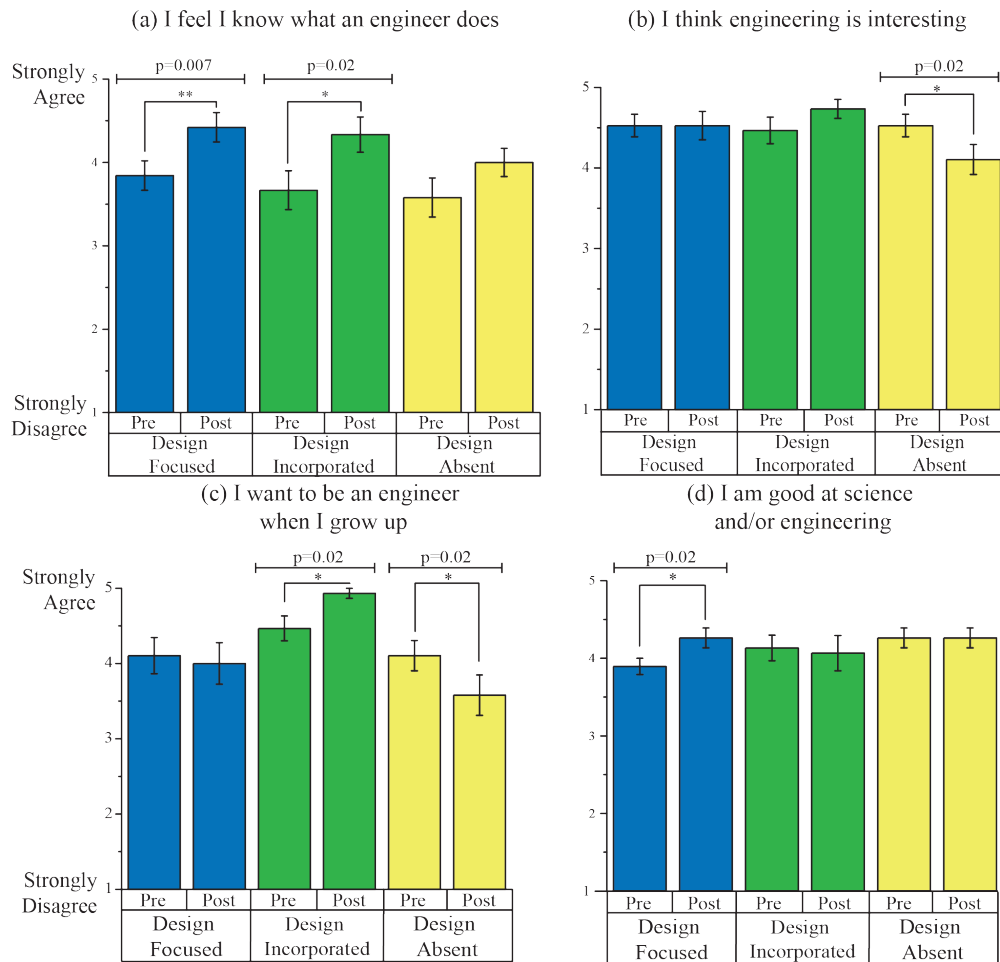 (a) I feel I know what an engineer does
Strongly
Agree
Strongly
Disagree
5
4
3
2
1
p=0.007
**
p=0.02
*
Pre
Post
Pre
Post
Pre
Post
Design
Focused
Design
Incorporated
Design
Absent
(b) I think engineering is interesting
5
4
3
2
1
p=0.02
*
Pre
Post
Pre
Post
Pre
Post
Design
Focused
Design
Incorporated
Design
Absent
(c) I want to be an engineer
when I grow up
Strongly
Agree
Strongly
Disagree
5
4
3
2
1
p=0.02
*
p=0.02
*
Pre
Post
Pre
Post
Pre
Post
Design
Focused
Design
Incorporated
Design
Absent
(d) I am good at science
and/or engineering
5
4
3
2
1
p=0.02
*
Pre
Post
Pre
Post
Pre
Post
Design
Focused
Design
Incorporated
Design
Absent